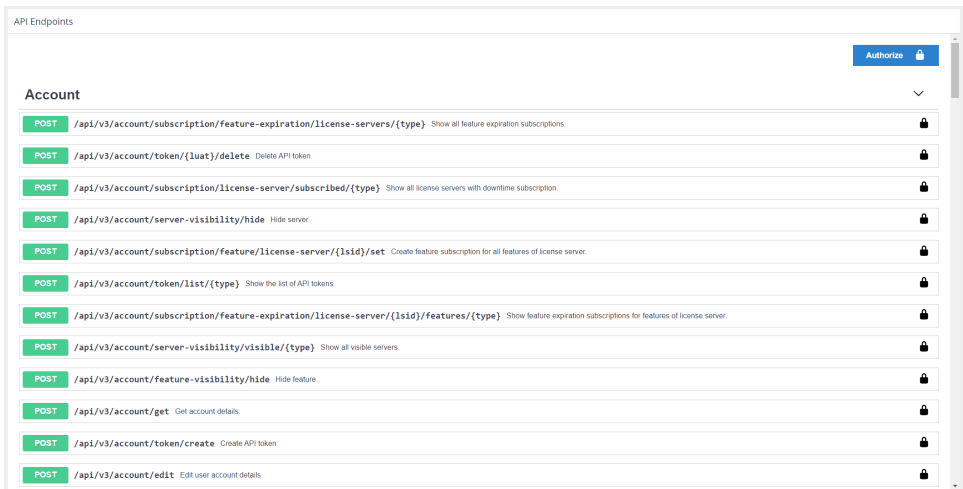 API Endpoints
Authorize
Account
POST /api/v3/account/subscription/feature-expiration/license-servers/{type} Show all feature expiration subscriptions.
POST /api/v3/account/token/{luat}/delete Delete API token.
POST /api/v3/account/subscription/license-server/subscribed/{type} Show all license servers with downtime subscription.
POST /api/v3/account/server-visibility/hide Hide server.
POST /api/v3/account/subscription/feature/license-server/{lsid}/set Create feature subscription for all features of license server.
POST /api/v3/account/token/list/{type} Show the list of API tokens.
POST /api/v3/account/subscription/feature-expiration/license-server/{lsid}/features/{type} Show feature expiration subscriptions for features of license server.
POST /api/v3/account/server-visibility/visible/{type} Show all visible servers.
POST /api/v3/account/feature-visibility/hide Hide feature.
POST /api/v3/account/get Get account details.
POST /api/v3/account/token/create Create API token.
POST /api/v3/account/edit Edit user account details.